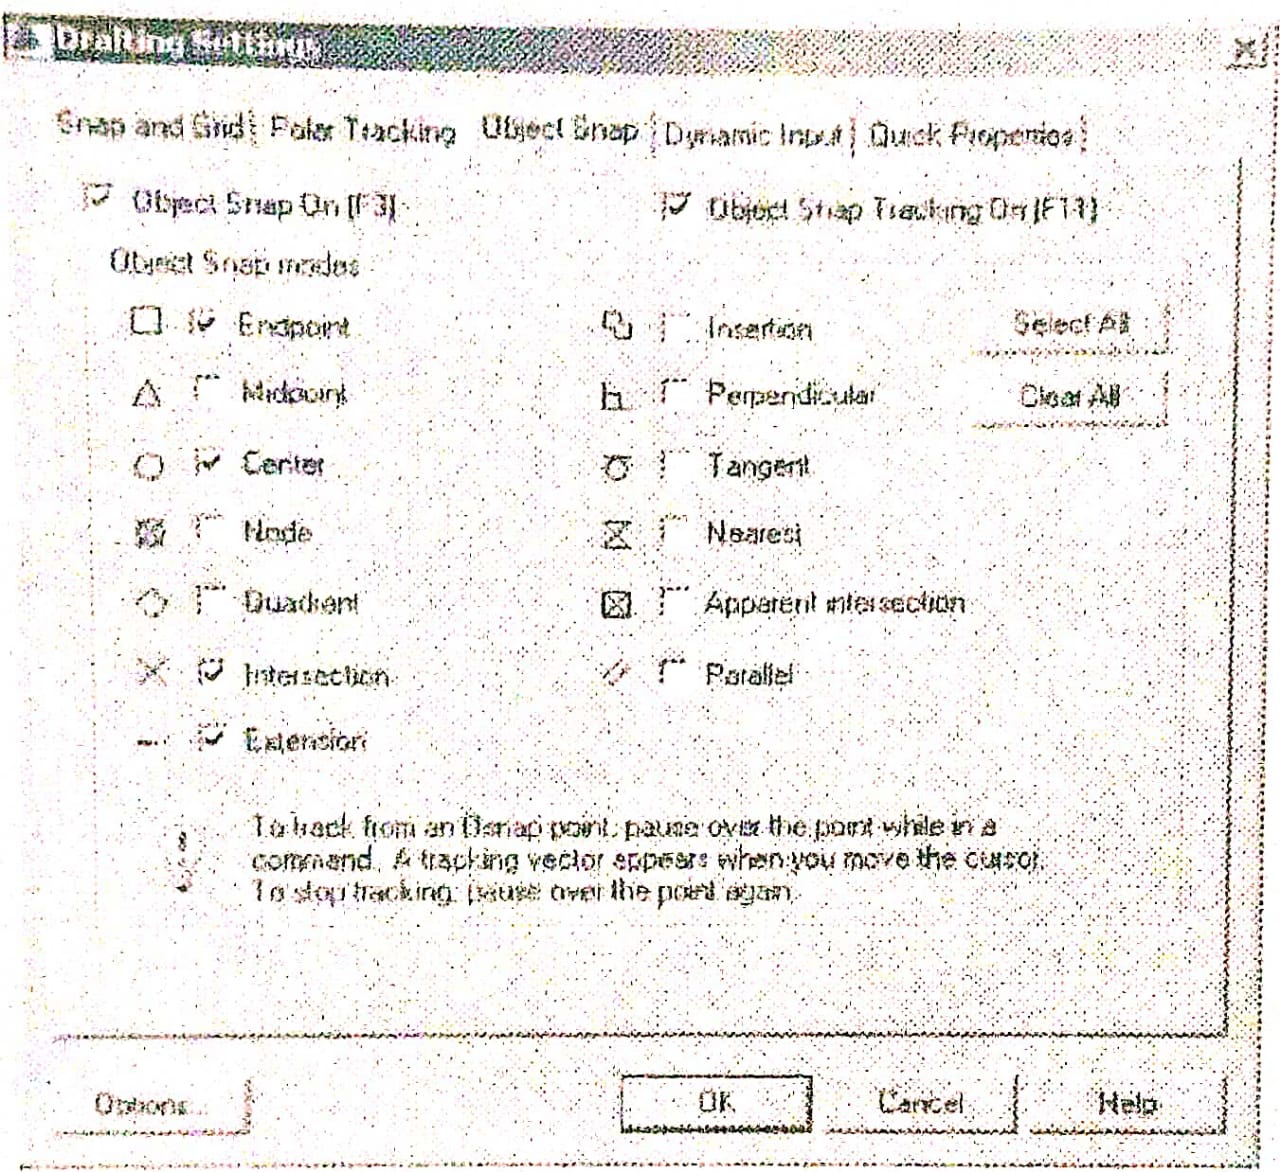 Drafting Settings
Snap and Grid Polar Tracking Object Snap Dynamic Input Quick Properties
Object Snap On (F3) Object Snap Tracking On (F11)
Object Snap modes
Endpoint Insertion Select All
Midpoint Perpendicular Clear All
Center Tangent
Node Nearest
Quadrant Apparent intersection
Intersection Parallel
Extension
To track from an Osnap point, pause over the point while in a
command. A tracking vector appears when you move the cursor.
To stop tracking, pause over the point again.
Options... OK Cancel Help